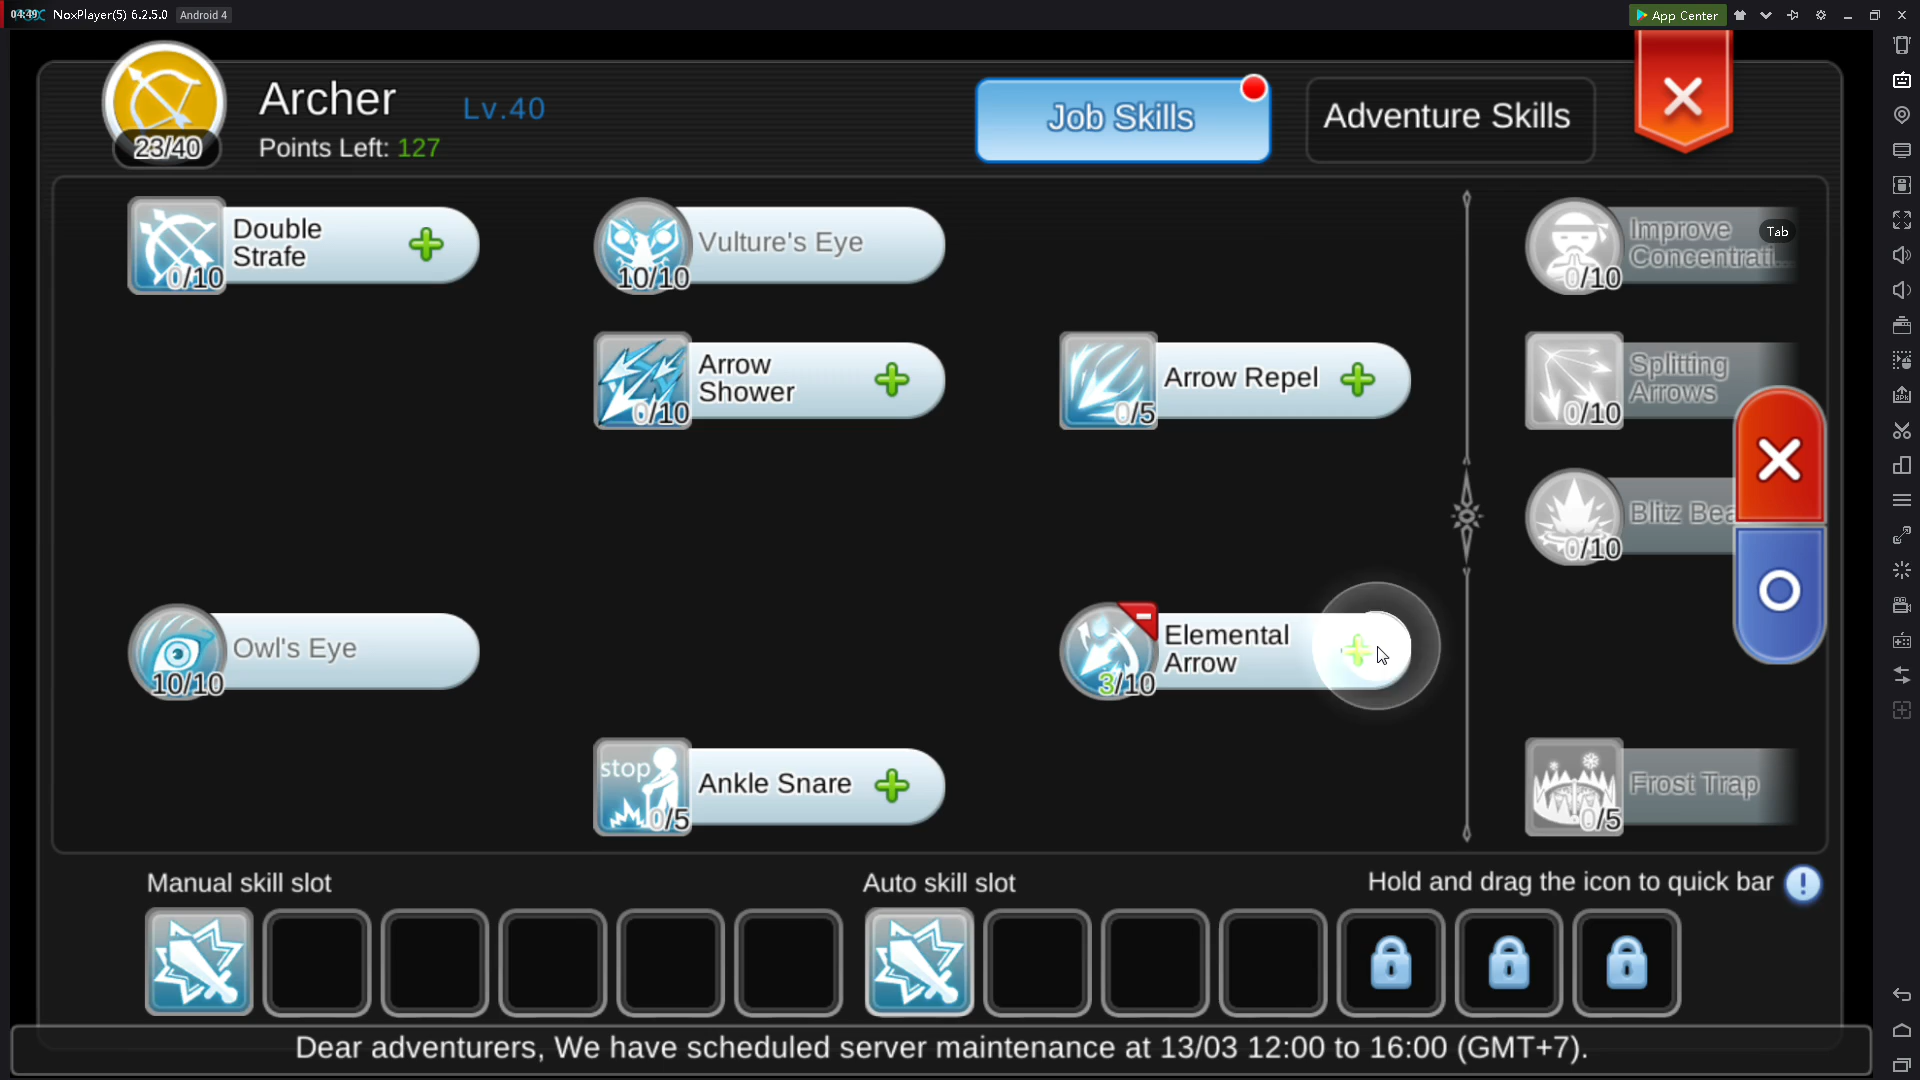 04:49 NoxPlayer(5) 6.2.5.0 Android 4
App Center
Archer Lv.40
23/40
Points Left: 127
Job Skills
Adventure Skills
Double
Strafe
0/10
Vulture's Eye
10/10
Improve
Concentrati...
0/10
Tab
Arrow
Shower
0/10
Arrow Repel
0/5
Splitting
Arrows
0/10
Blitz Bea
0/10
Owl's Eye
10/10
Elemental
Arrow
3/10
stop
Ankle Snare
0/5
Frost Trap
0/5
Manual skill slot
Auto skill slot
Hold and drag the icon to quick bar
Dear adventurers, We have scheduled server maintenance at 13/03 12:00 to 16:00 (GMT+7).